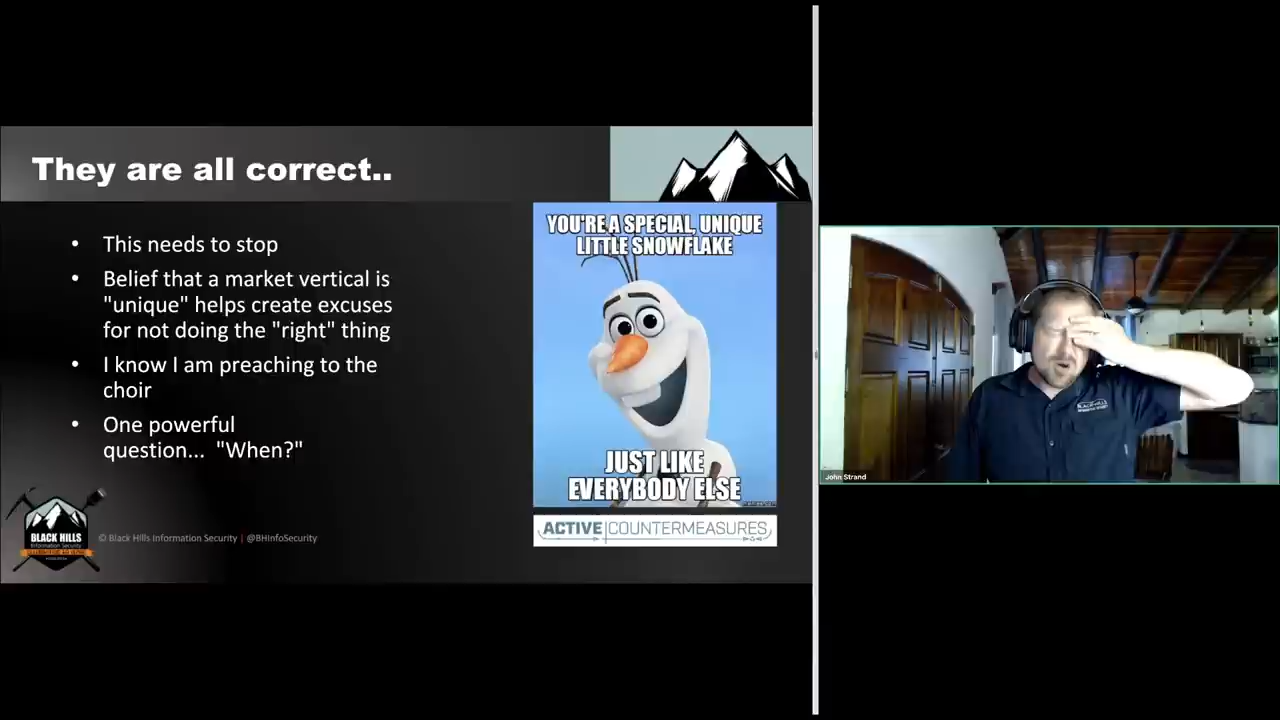 They are all correct..
• This needs to stop
• Belief that a market vertical is
"unique" helps create excuses
for not doing the "right" thing
• I know I am preaching to the
choir
• One powerful
question... "When?"
YOU'RE A SPECIAL, UNIQUE
LITTLE SNOWFLAKE
JUST LIKE
EVERYBODY ELSE
ACTIVE COUNTERMEASURES
BLACK HILLS
Information Security
© Black Hills Information Security | @BHInfoSecurity
John Strand
BLACK HILLS